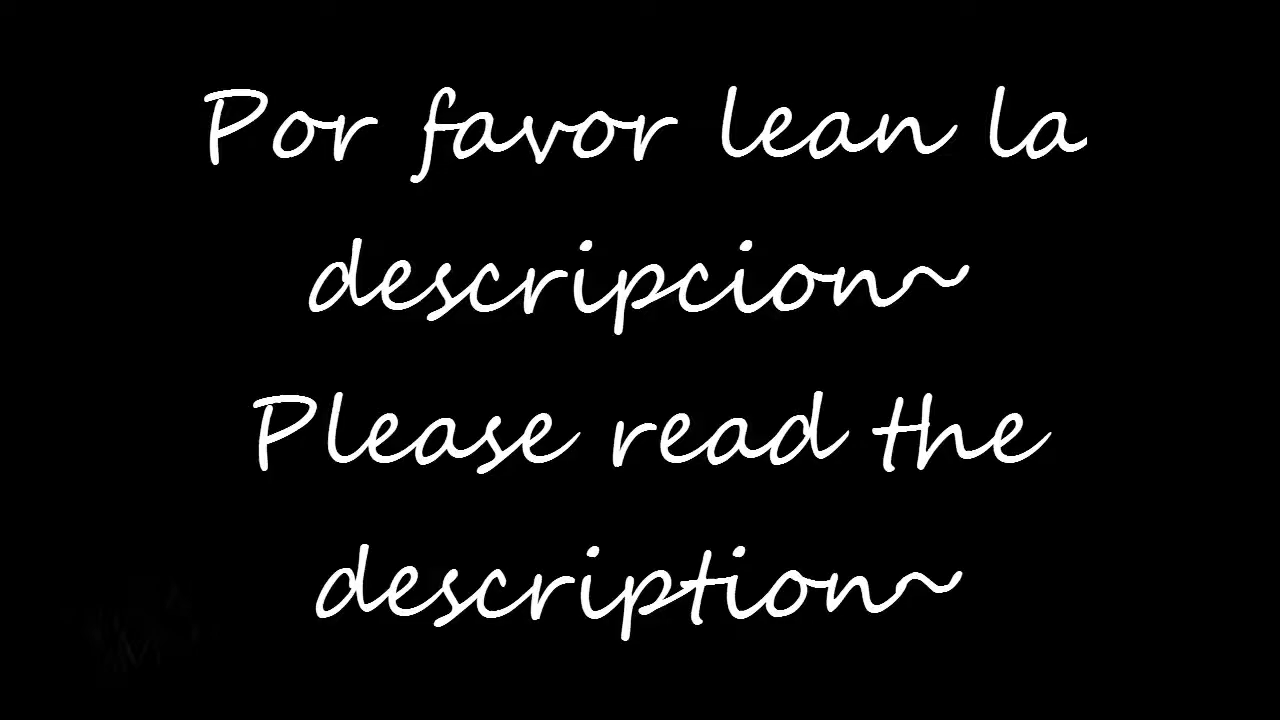 Por favor lean la
descripcion~
Please read the
description~